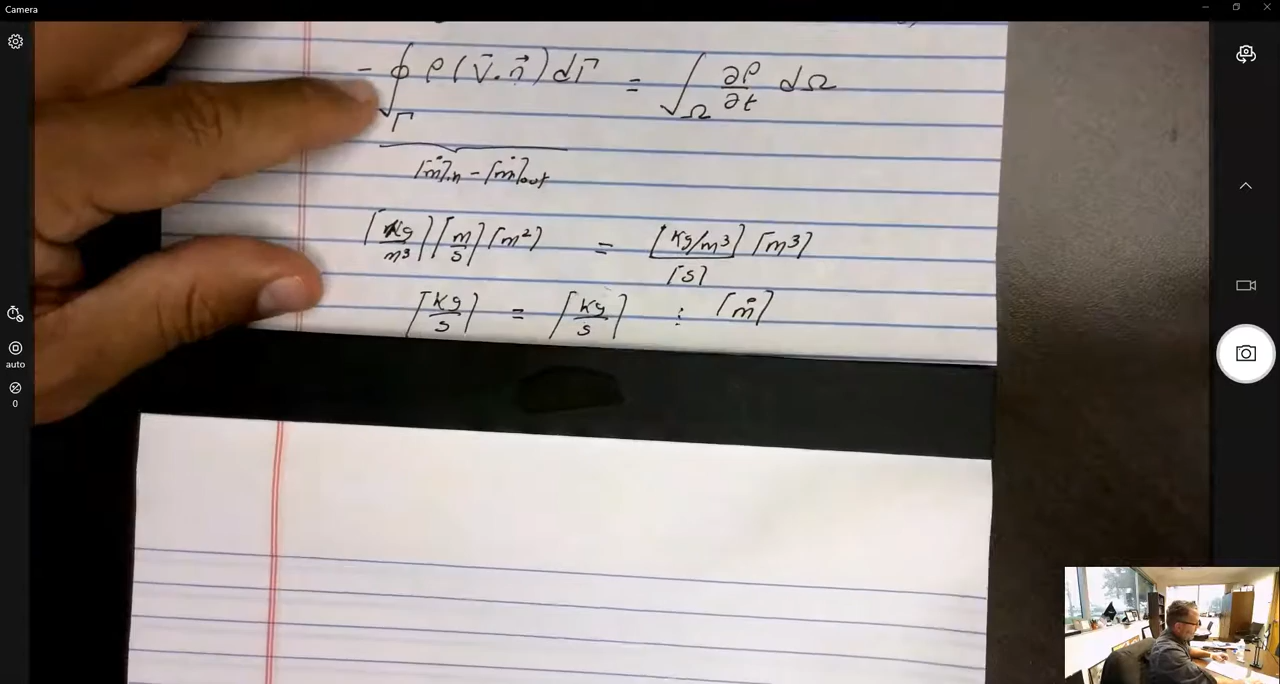 Camera
- ∮_Γ ρ (V⃗ . n⃗) dΓ = ∫_Ω ∂ρ/∂t dΩ
[ṁ]in - [ṁ]out
[Kg/m³] [m/s] [m²] = [Kg/m³]/[s] [m³]
[Kg/s] = [Kg/s] : [ṁ]
auto
0